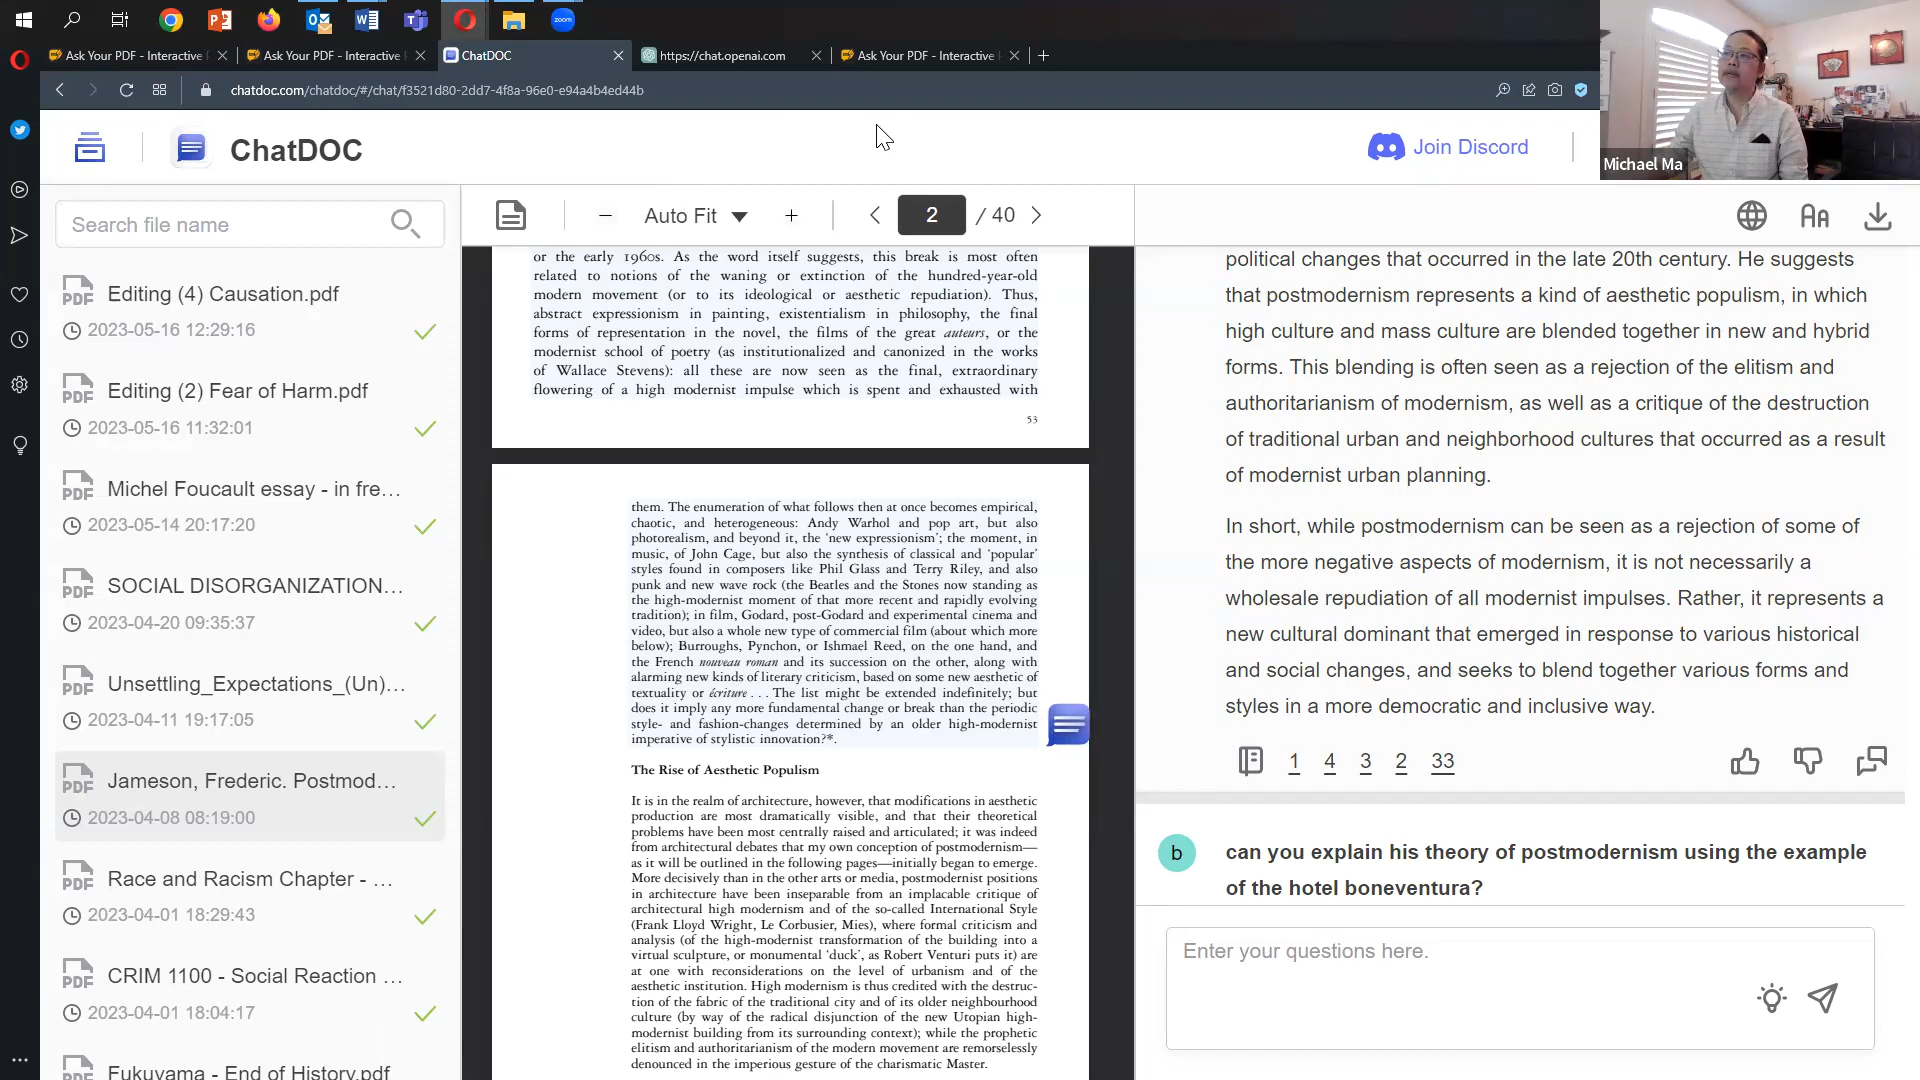 Ask Your PDF - Interactive
Ask Your PDF - Interactive
ChatDOC
https://chat.openai.com
Ask Your PDF - Interactive
chatdoc.com/chatdoc/#/chat/f3521d80-2dd7-4f8a-96e0-e94a4b4ed44b
zoom
Michael Ma
ChatDOC
Join Discord
Search file name
Editing (4) Causation.pdf
2023-05-16 12:29:16
Editing (2) Fear of Harm.pdf
2023-05-16 11:32:01
Michel Foucault essay - in fre...
2023-05-14 20:17:20
SOCIAL DISORGANIZATION...
2023-04-20 09:35:37
Unsettling_Expectations_(Un)...
2023-04-11 19:17:05
Jameson, Frederic. Postmod...
2023-04-08 08:19:00
Race and Racism Chapter - ...
2023-04-01 18:29:43
CRIM 1100 - Social Reaction ...
2023-04-01 18:04:17
Fukuyama - End of History.pdf
Auto Fit
2 / 40
or the early 1960s. As the word itself suggests, this break is most often
related to notions of the waning or extinction of the hundred-year-old
modern movement (or to its ideological or aesthetic repudiation). Thus,
abstract expressionism in painting, existentialism in philosophy, the final
forms of representation in the novel, the films of the great auteurs, or the
modernist school of poetry (as institutionalized and canonized in the works
of Wallace Stevens): all these are now seen as the final, extraordinary
flowering of a high modernist impulse which is spent and exhausted with
53
them. The enumeration of what follows then at once becomes empirical,
chaotic, and heterogeneous: Andy Warhol and pop art, but also
photorealism, and beyond it, the ‘new expressionism’; the moment, in
music, of John Cage, but also the synthesis of classical and ‘popular’
styles found in composers like Phil Glass and Terry Riley, and also
punk and new wave rock (the Beatles and the Stones now standing as
the high-modernist moment of that more recent and rapidly evolving
tradition); in film, Godard, post-Godard and experimental cinema and
video, but also a whole new type of commercial film (about which more
below); Burroughs, Pynchon, or Ishmael Reed, on the one hand, and
the French nouveau roman and its succession on the other, along with
alarming new kinds of literary criticism, based on some new aesthetic of
textuality or écriture . . . The list might be extended indefinitely; but
does it imply any more fundamental change or break than the periodic
style- and fashion-changes determined by an older high-modernist
imperative of stylistic innovation?*.
The Rise of Aesthetic Populism
It is in the realm of architecture, however, that modifications in aesthetic
production are most dramatically visible, and that their theoretical
problems have been most centrally raised and articulated; it was indeed
from architectural debates that my own conception of postmodernism—
as it will be outlined in the following pages—initially began to emerge.
More decisively than in the other arts or media, postmodernist positions
in architecture have been inseparable from an implacable critique of
architectural high modernism and of the so-called International Style
(Frank Lloyd Wright, Le Corbusier, Mies), where formal criticism and
analysis (of the high-modernist transformation of the building into a
virtual sculpture, or monumental ‘duck’, as Robert Venturi puts it) are
at one with reconsiderations on the level of urbanism and of the
aesthetic institution. High modernism is thus credited with the destruc-
tion of the fabric of the traditional city and of its older neighbourhood
culture (by way of the radical disjunction of the new Utopian high-
modernist building from its surrounding context); while the prophetic
elitism and authoritarianism of the modern movement are remorselessly
denounced in the imperious gesture of the charismatic Master.
political changes that occurred in the late 20th century. He suggests
that postmodernism represents a kind of aesthetic populism, in which
high culture and mass culture are blended together in new and hybrid
forms. This blending is often seen as a rejection of the elitism and
authoritarianism of modernism, as well as a critique of the destruction
of traditional urban and neighborhood cultures that occurred as a result
of modernist urban planning.
In short, while postmodernism can be seen as a rejection of some of
the more negative aspects of modernism, it is not necessarily a
wholesale repudiation of all modernist impulses. Rather, it represents a
new cultural dominant that emerged in response to various historical
and social changes, and seeks to blend together various forms and
styles in a more democratic and inclusive way.
1 4 3 2 33
b
can you explain his theory of postmodernism using the example
of the hotel boneventura?
Enter your questions here.